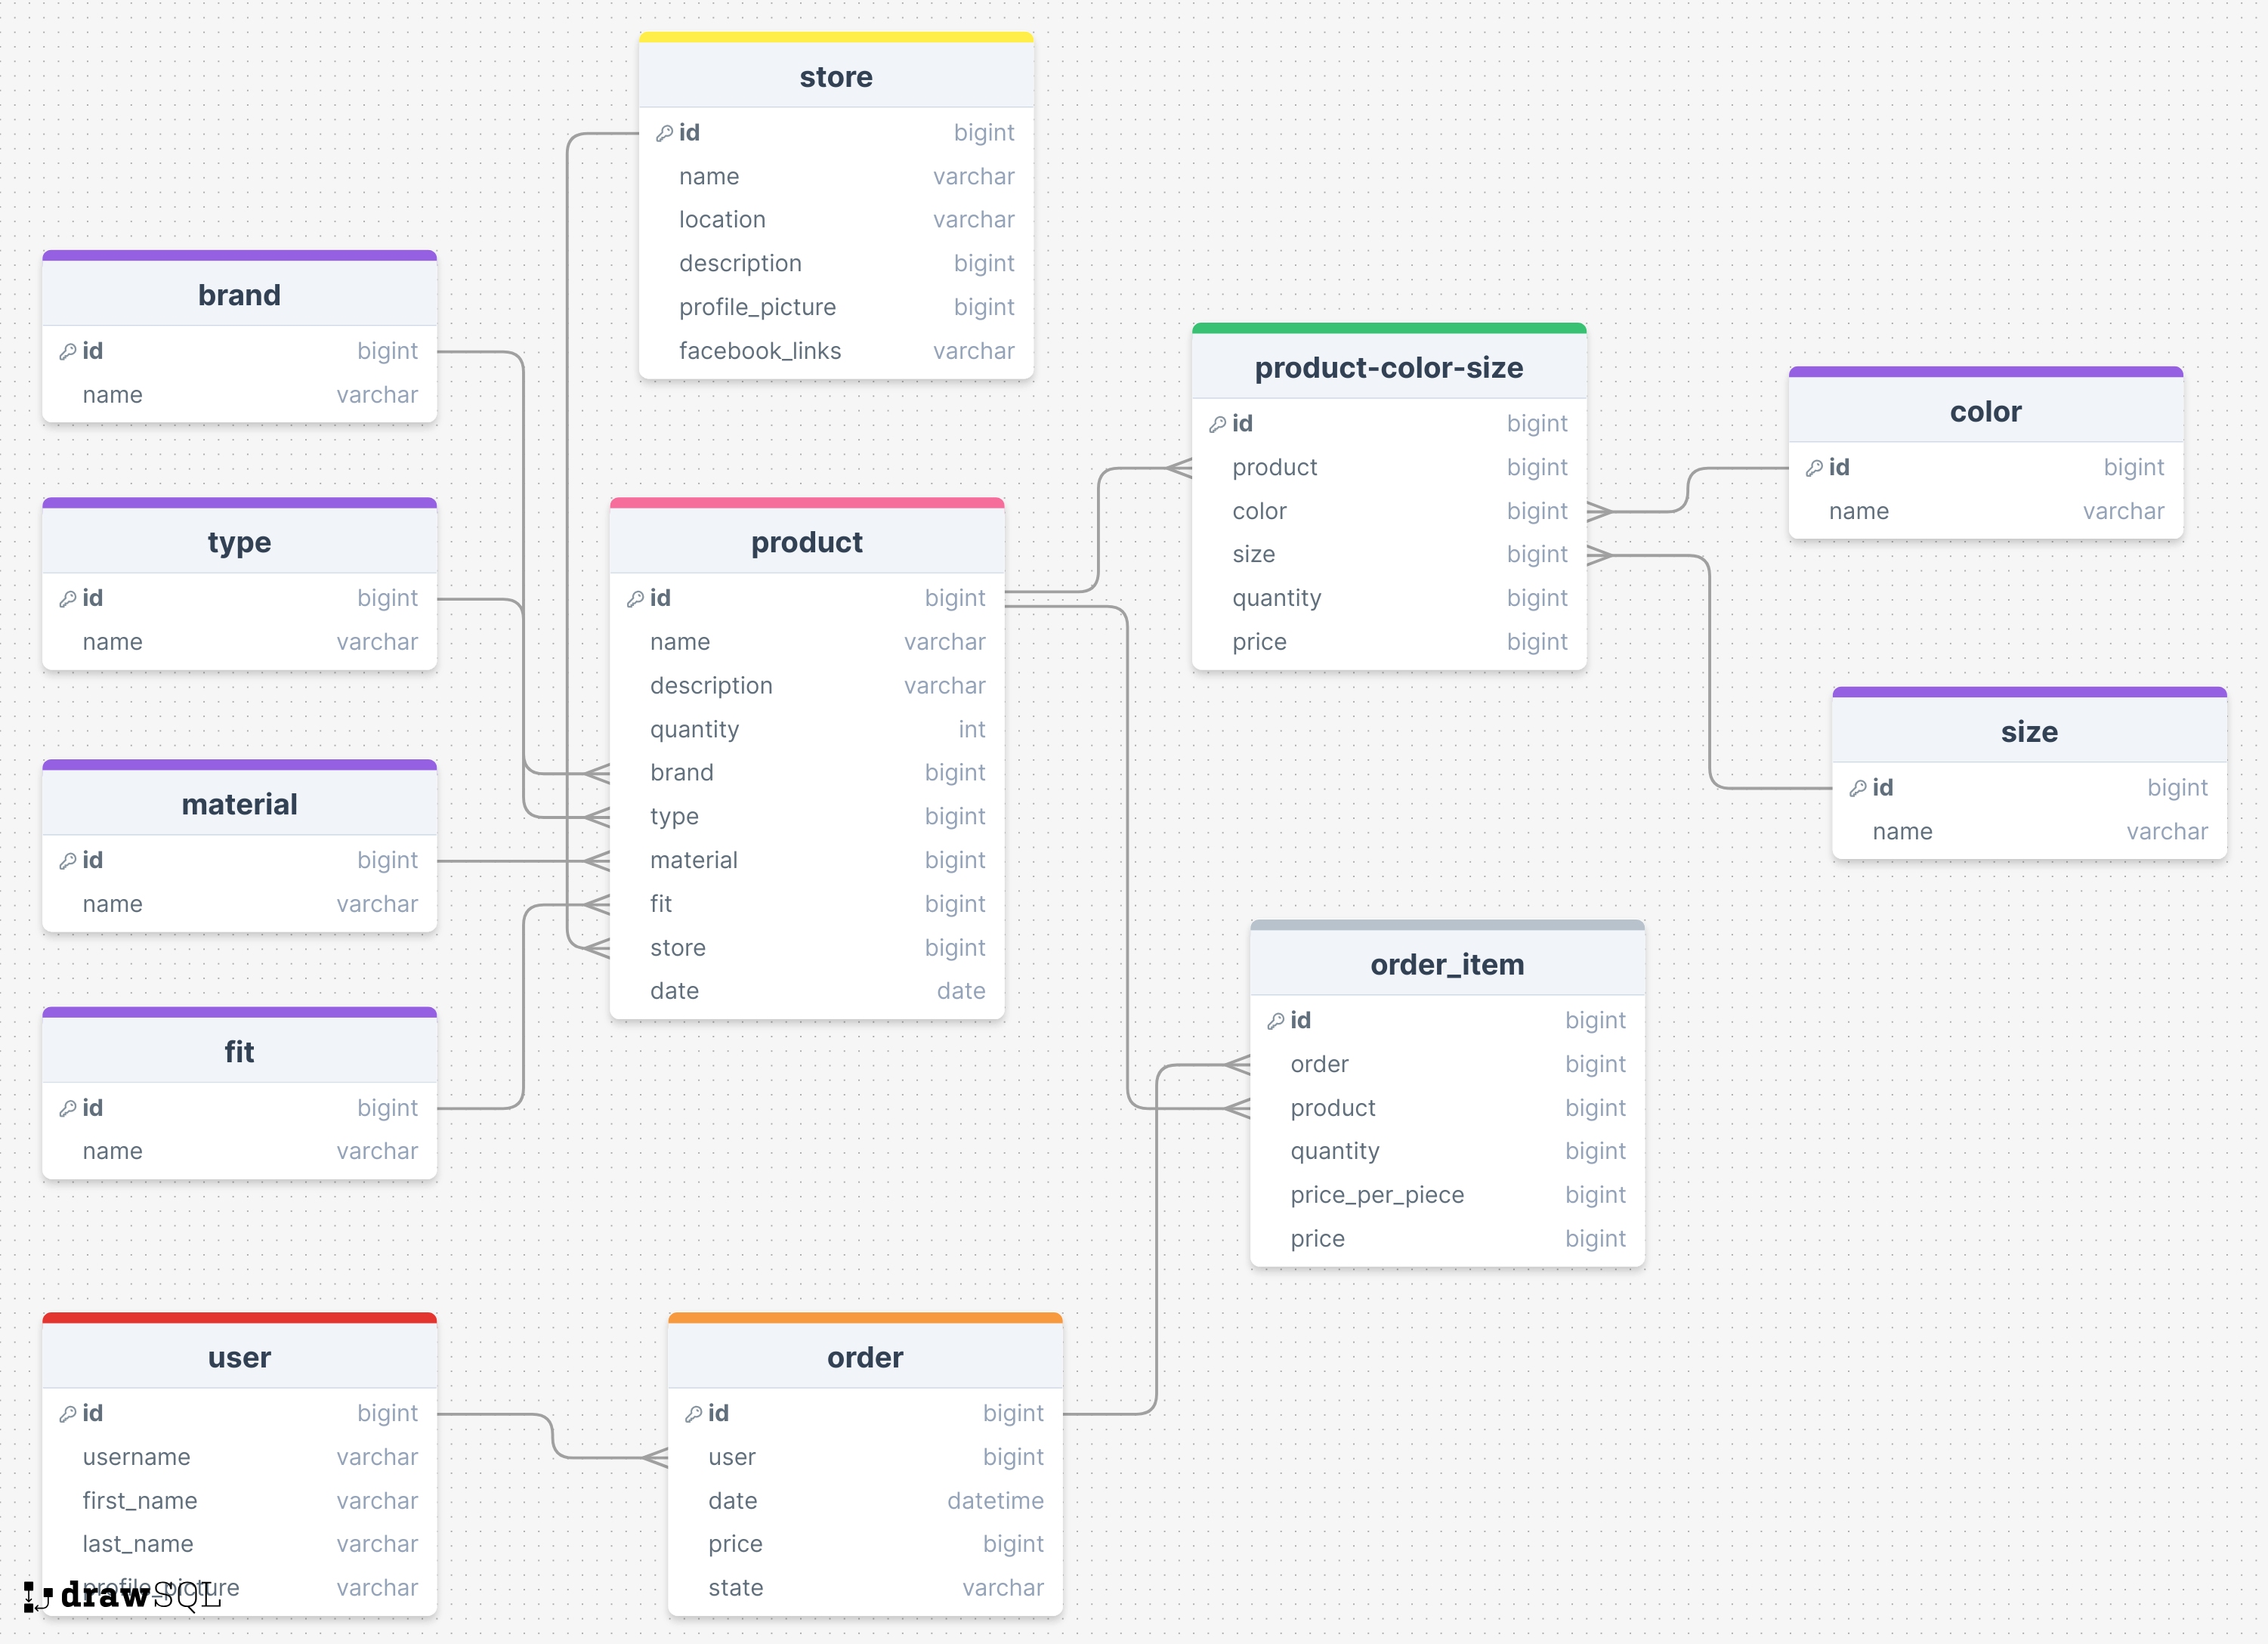 store
id bigint
name varchar
location varchar
description bigint
profile_picture bigint
facebook_links varchar
brand
id bigint
name varchar
type
id bigint
name varchar
material
id bigint
name varchar
fit
id bigint
name varchar
product
id bigint
name varchar
description varchar
quantity int
brand bigint
type bigint
material bigint
fit bigint
store bigint
date date
product-color-size
id bigint
product bigint
color bigint
size bigint
quantity bigint
price bigint
color
id bigint
name varchar
size
id bigint
name varchar
order_item
id bigint
order bigint
product bigint
quantity bigint
price_per_piece bigint
price bigint
user
id bigint
username varchar
first_name varchar
last_name varchar
profile_picture varchar
order
id bigint
user bigint
date datetime
price bigint
state varchar
drawSQL